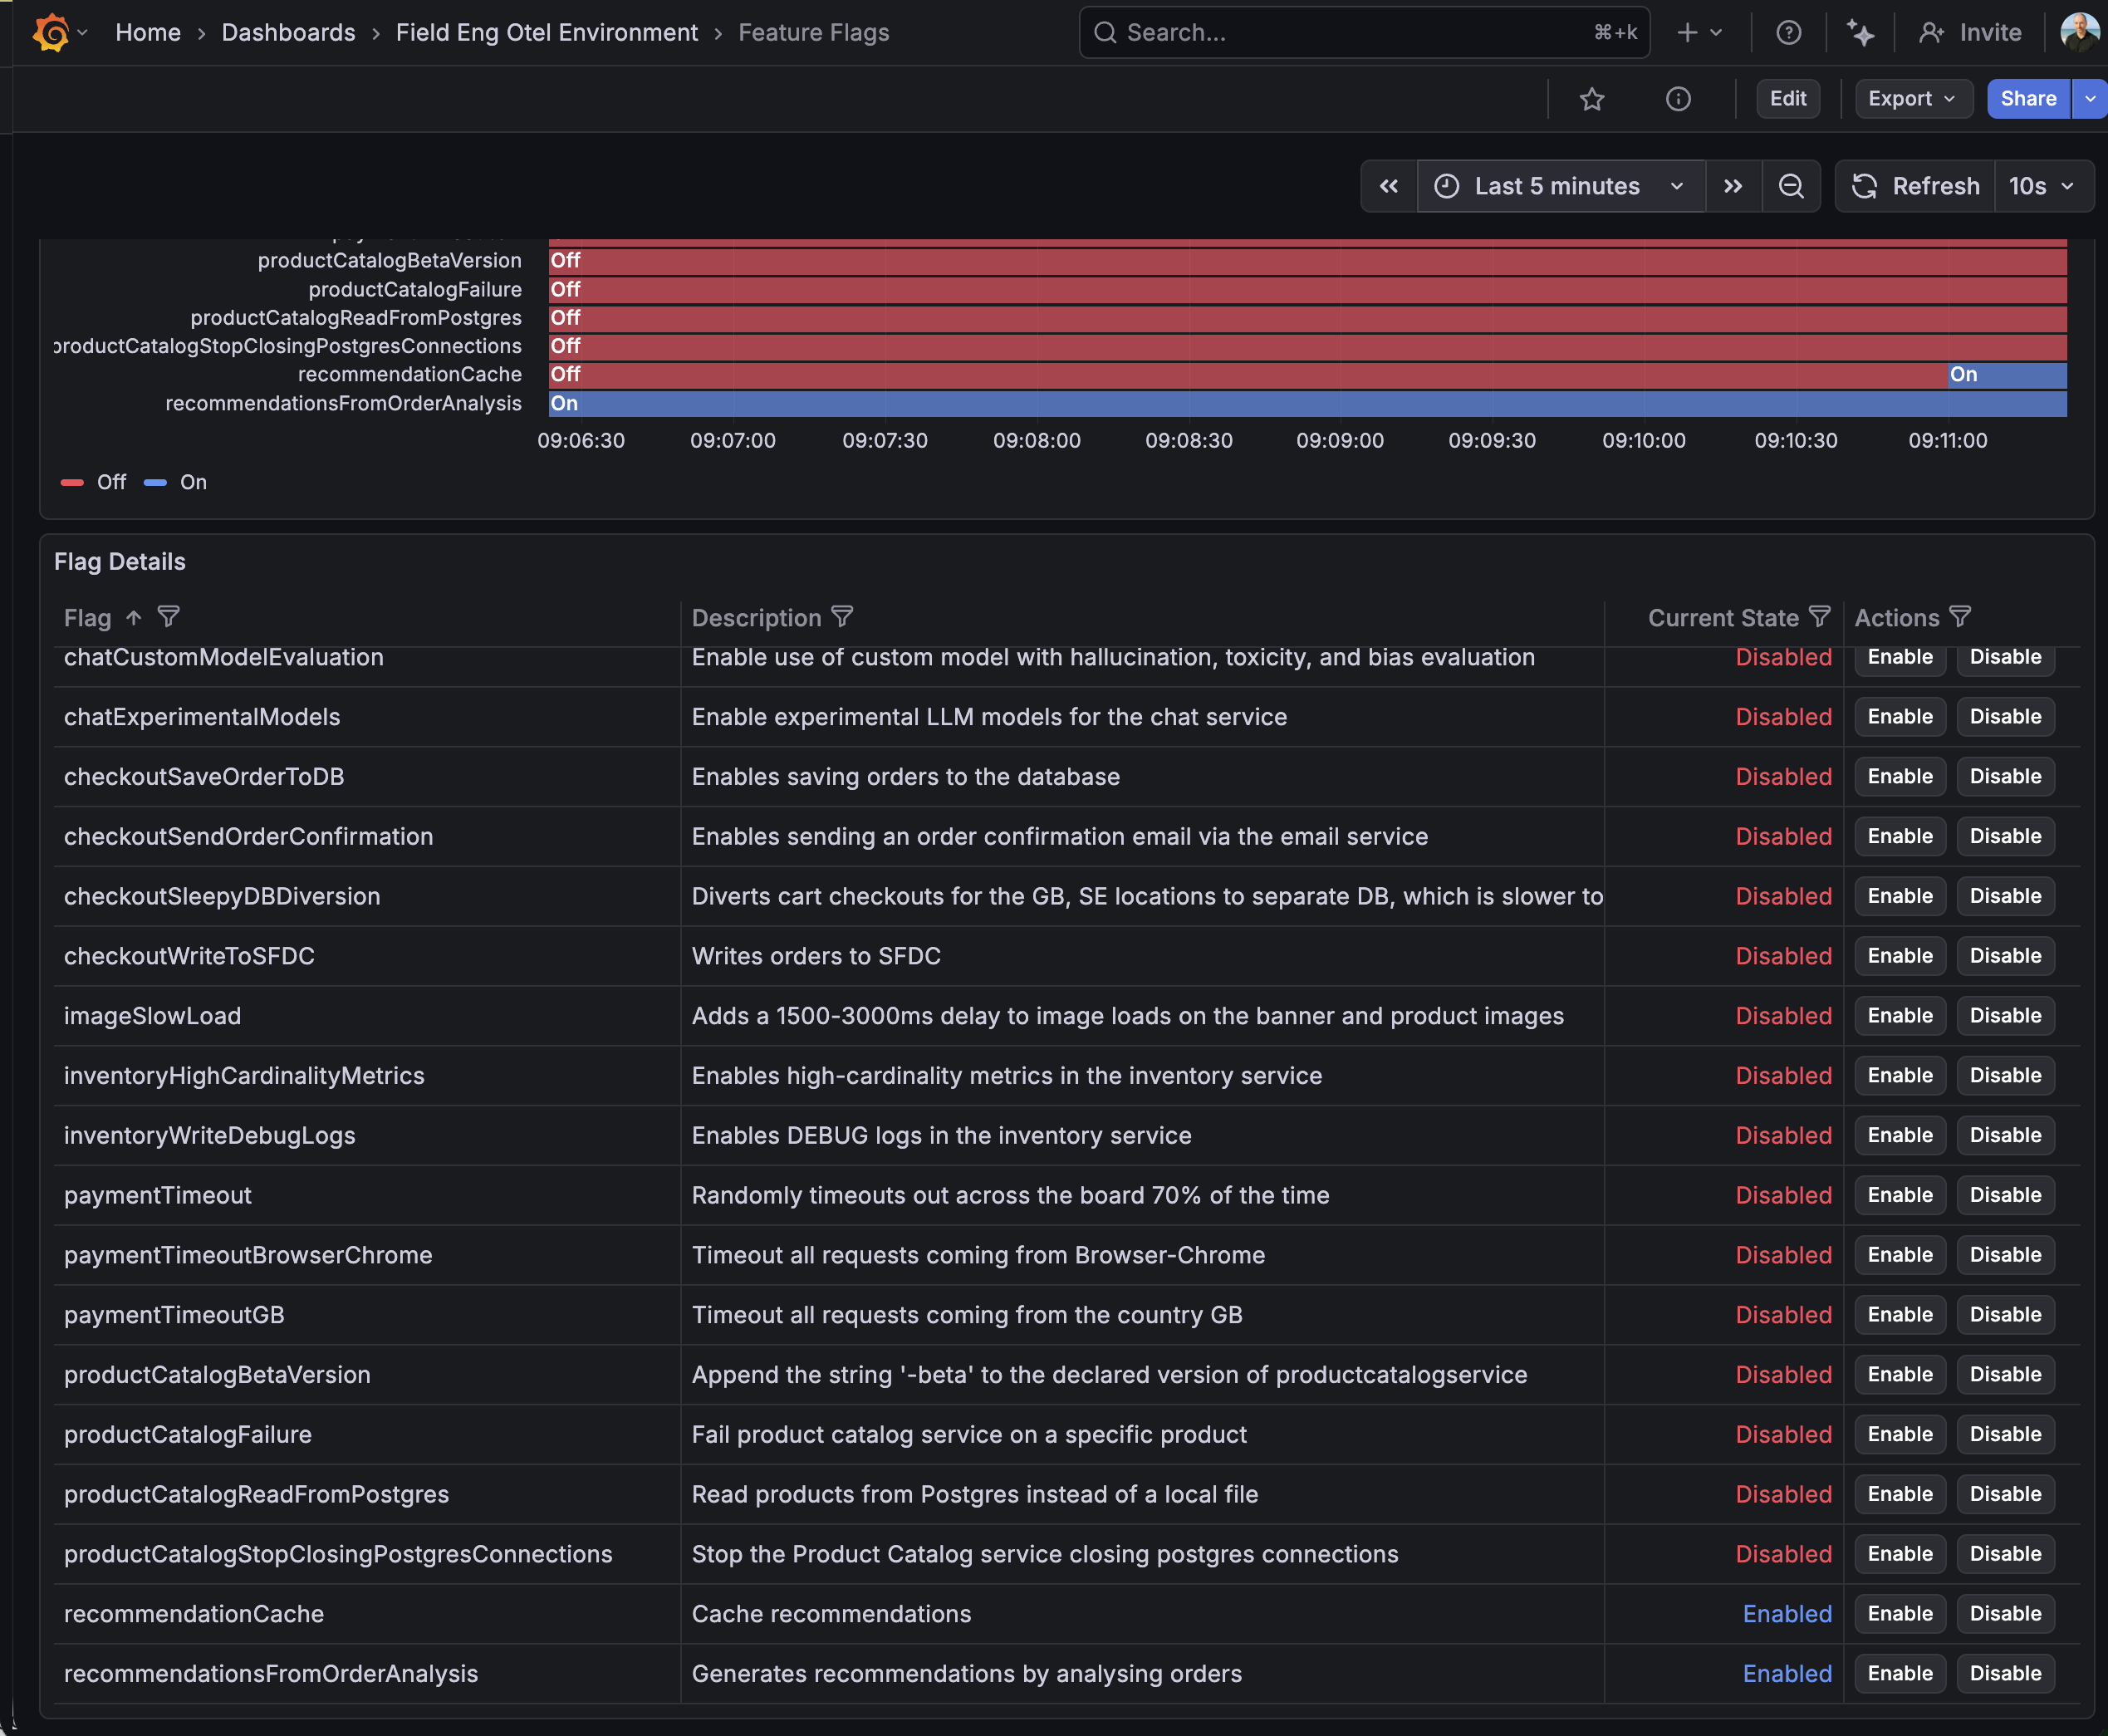 Home › Dashboards › Field Eng Otel Environment › Feature Flags Search... ⌘+k Invite
Edit Export Share
Last 5 minutes Refresh 10s
productCatalogBetaVersion Off
productCatalogFailure Off
productCatalogReadFromPostgres Off
productCatalogStopClosingPostgresConnections Off
recommendationCache Off On
recommendationsFromOrderAnalysis On
09:06:30 09:07:00 09:07:30 09:08:00 09:08:30 09:09:00 09:09:30 09:10:00 09:10:30 09:11:00
Off On
Flag Details
Flag Description Current State Actions
chatCustomModelEvaluation Enable use of custom model with hallucination, toxicity, and bias evaluation Disabled Enable Disable
chatExperimentalModels Enable experimental LLM models for the chat service Disabled Enable Disable
checkoutSaveOrderToDB Enables saving orders to the database Disabled Enable Disable
checkoutSendOrderConfirmation Enables sending an order confirmation email via the email service Disabled Enable Disable
checkoutSleepyDBDiversion Diverts cart checkouts for the GB, SE locations to separate DB, which is slower to Disabled Enable Disable
checkoutWriteToSFDC Writes orders to SFDC Disabled Enable Disable
imageSlowLoad Adds a 1500-3000ms delay to image loads on the banner and product images Disabled Enable Disable
inventoryHighCardinalityMetrics Enables high-cardinality metrics in the inventory service Disabled Enable Disable
inventoryWriteDebugLogs Enables DEBUG logs in the inventory service Disabled Enable Disable
paymentTimeout Randomly timeouts out across the board 70% of the time Disabled Enable Disable
paymentTimeoutBrowserChrome Timeout all requests coming from Browser-Chrome Disabled Enable Disable
paymentTimeoutGB Timeout all requests coming from the country GB Disabled Enable Disable
productCatalogBetaVersion Append the string '-beta' to the declared version of productcatalogservice Disabled Enable Disable
productCatalogFailure Fail product catalog service on a specific product Disabled Enable Disable
productCatalogReadFromPostgres Read products from Postgres instead of a local file Disabled Enable Disable
productCatalogStopClosingPostgresConnections Stop the Product Catalog service closing postgres connections Disabled Enable Disable
recommendationCache Cache recommendations Enabled Enable Disable
recommendationsFromOrderAnalysis Generates recommendations by analysing orders Enabled Enable Disable